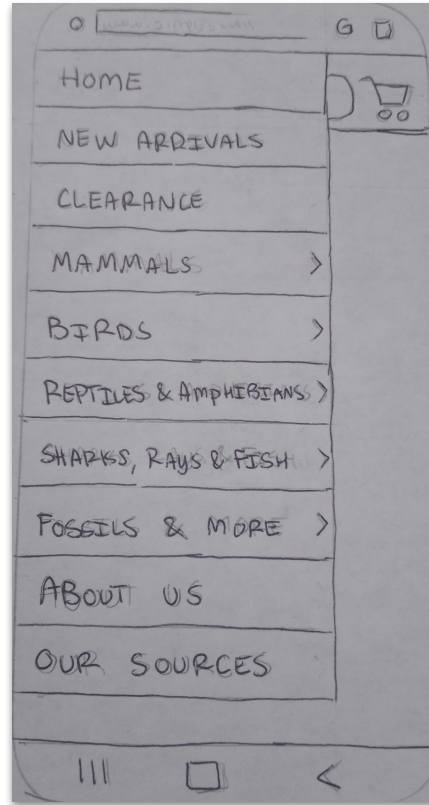 HOME
NEW ARRIVALS
CLEARANCE
MAMMALS >
BIRDS >
REPTILES & AMPHIBIANS >
SHARKS, RAYS & FISH >
FOSSILS & MORE >
ABOUT US
OUR SOURCES